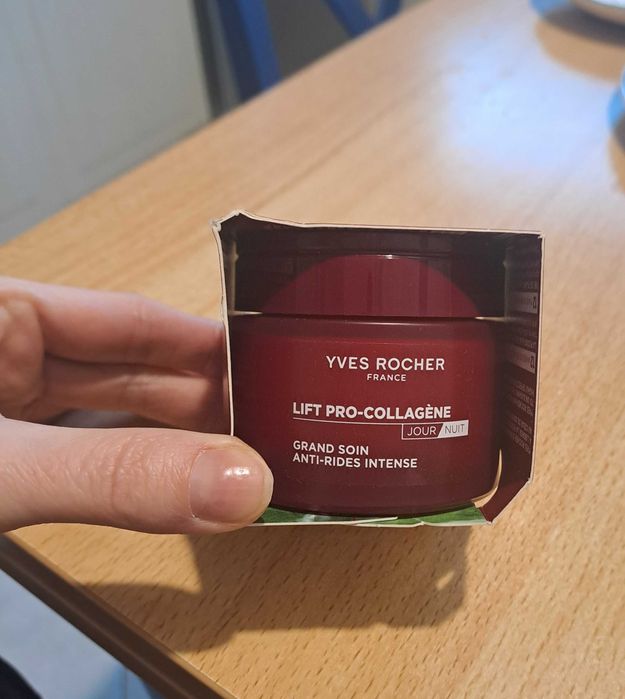 YVES ROCHER
FRANCE
LIFT PRO-COLLAGÈNE
JOUR/NUIT
GRAND SOIN
ANTI-RIDES INTENSE